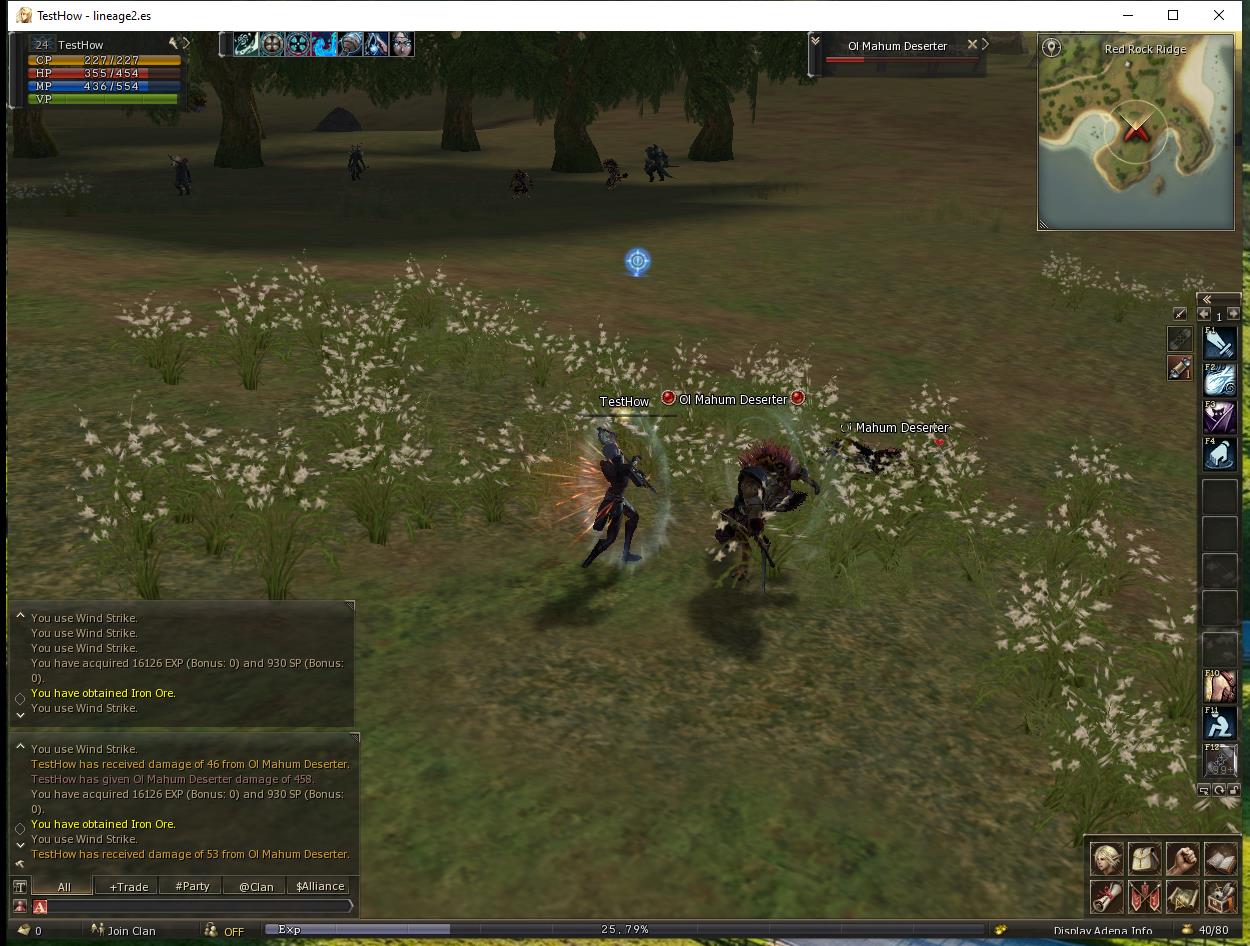 TestHow - lineage2.es
24 TestHow
CP 227/227
HP 355/454
MP 436/554
VP
Ol Mahum Deserter
Red Rock Ridge
1
F1
F2
F3
F4
TestHow
Ol Mahum Deserter
Ol Mahum Deserter
You use Wind Strike.
You use Wind Strike.
You use Wind Strike.
You have acquired 16126 EXP (Bonus: 0) and 930 SP (Bonus:
0).
You have obtained Iron Ore.
You use Wind Strike.
F10
F11
F12
99+
You use Wind Strike.
TestHow has received damage of 46 from Ol Mahum Deserter.
TestHow has given Ol Mahum Deserter damage of 458.
You have acquired 16126 EXP (Bonus: 0) and 930 SP (Bonus:
0).
You have obtained Iron Ore.
You use Wind Strike.
TestHow has received damage of 53 from Ol Mahum Deserter.
T All +Trade #Party @Clan $Alliance
A
0 Join Clan OFF Exp 25.79% Display Adena Info 40/80